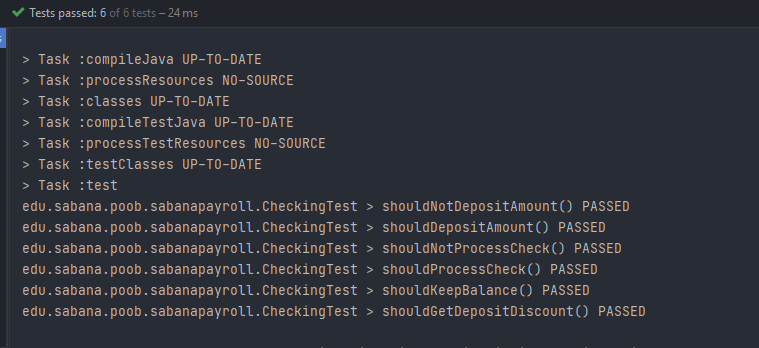 Tests passed: 6 of 6 tests – 24 ms
> Task :compileJava UP-TO-DATE
> Task :processResources NO-SOURCE
> Task :classes UP-TO-DATE
> Task :compileTestJava UP-TO-DATE
> Task :processTestResources NO-SOURCE
> Task :testClasses UP-TO-DATE
> Task :test
edu.sabana.poob.sabanapayroll.CheckingTest > shouldNotDepositAmount() PASSED
edu.sabana.poob.sabanapayroll.CheckingTest > shouldDepositAmount() PASSED
edu.sabana.poob.sabanapayroll.CheckingTest > shouldNotProcessCheck() PASSED
edu.sabana.poob.sabanapayroll.CheckingTest > shouldProcessCheck() PASSED
edu.sabana.poob.sabanapayroll.CheckingTest > shouldKeepBalance() PASSED
edu.sabana.poob.sabanapayroll.CheckingTest > shouldGetDepositDiscount() PASSED